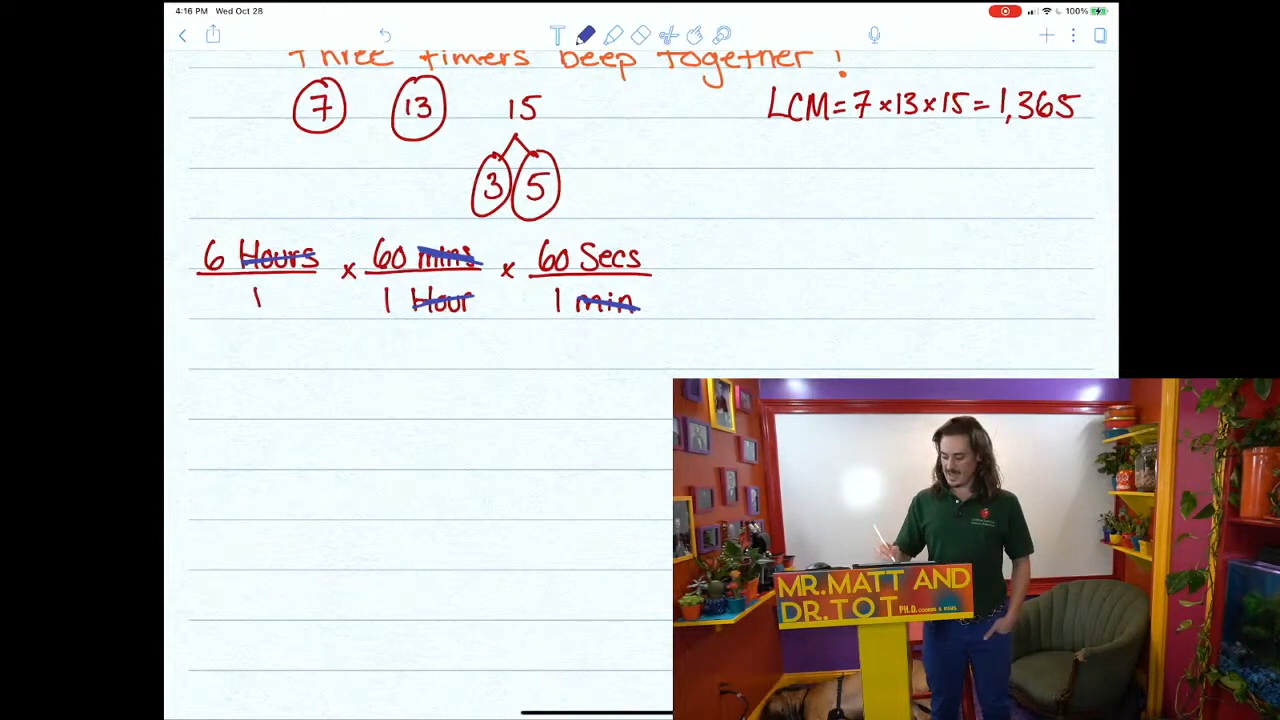 4:16 PM Wed Oct 28
100%
Three timers beep together!
7 13 15
LCM = 7 × 13 × 15 = 1,365
3 5
6 Hours × 60 mins × 60 Secs
1 1 Hour 1 min
MR. MATT AND
DR. TOT PH.D.